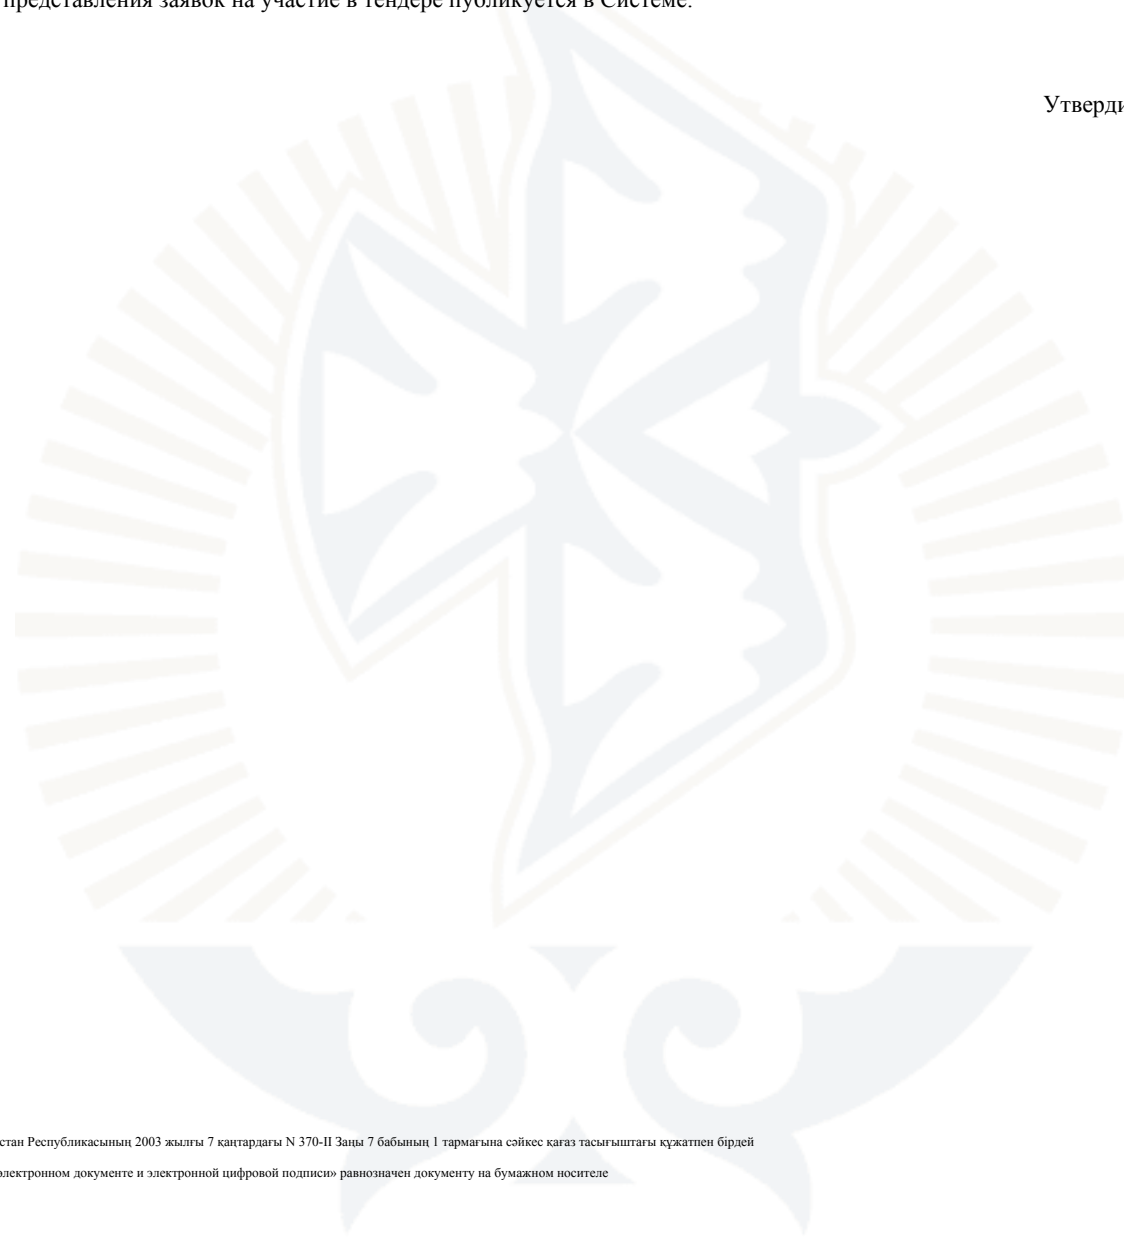 представления заявок на участие в тендере публикуется в Системе.
Утверди
стан Республикасының 2003 жылғы 7 қаңтардағы N 370-II Заңы 7 бабының 1 тармағына сәйкес қағаз тасығыштағы құжатпен бірдей
электронном документе и электронной цифровой подписи» равнозначен документу на бумажном носителе